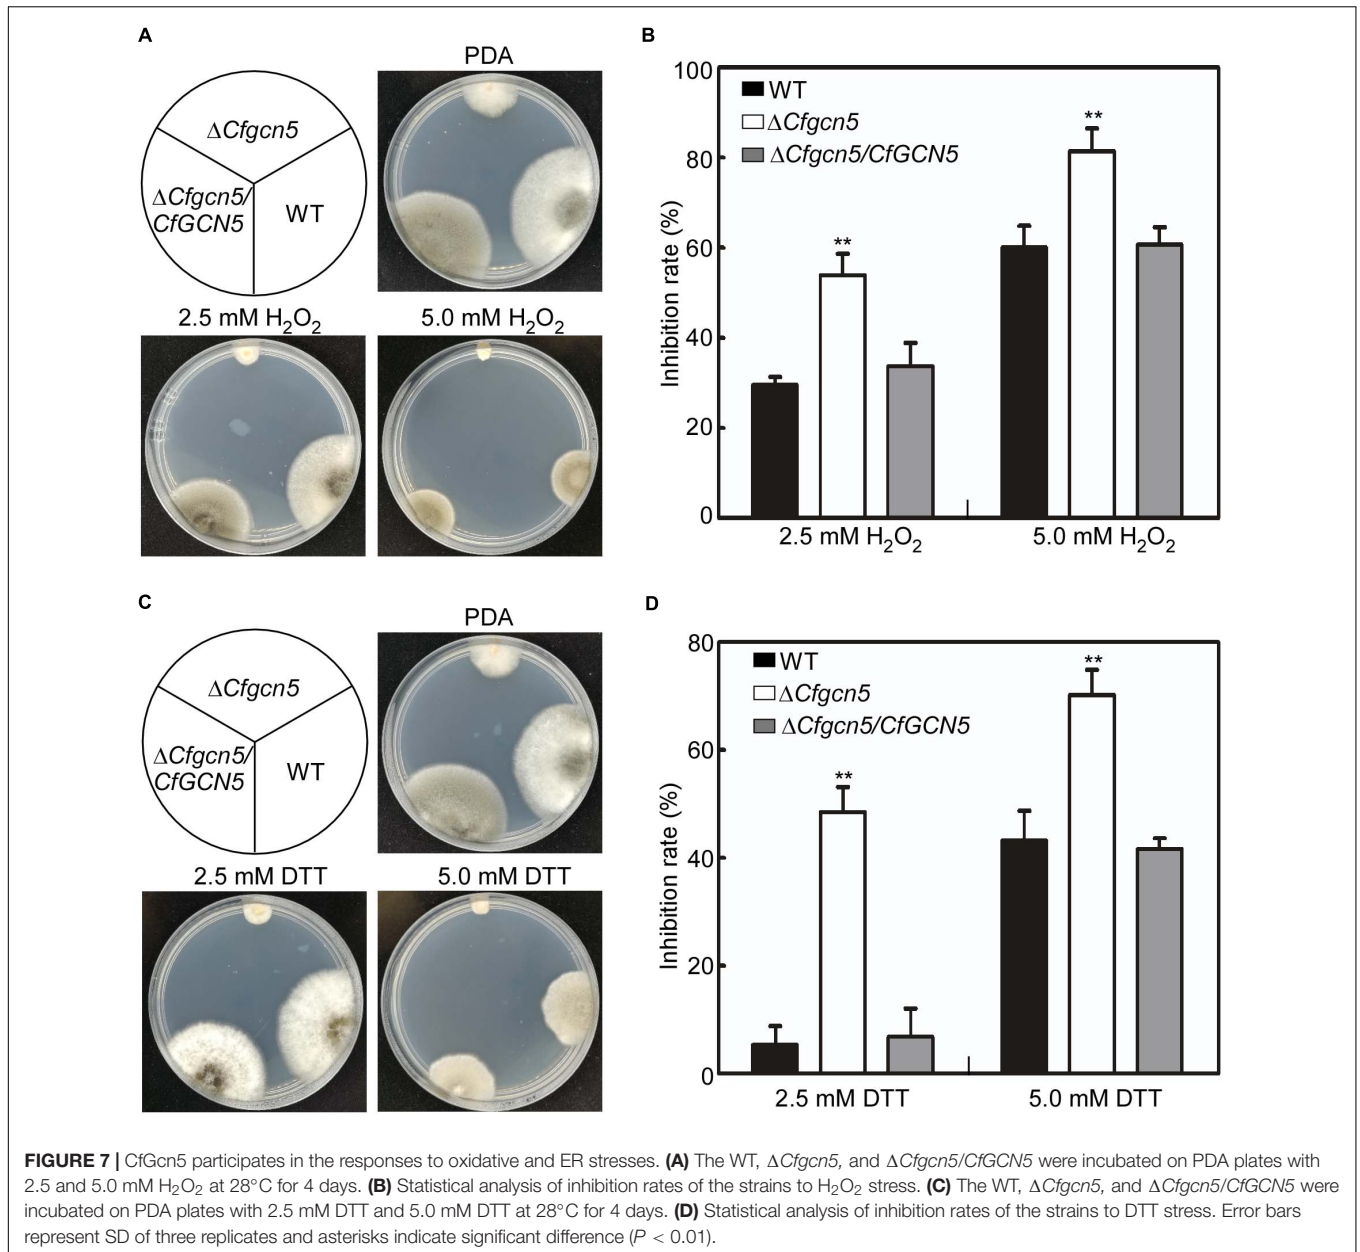 A
PDA
ΔCfgcn5
ΔCfgcn5/
CfGCN5
WT
2.5 mM H₂O₂
5.0 mM H₂O₂
B
100
80
60
40
20
0
Inhibition rate (%)
WT
ΔCfgcn5
ΔCfgcn5/CfGCN5
**
**
2.5 mM H₂O₂
5.0 mM H₂O₂
C
PDA
ΔCfgcn5
ΔCfgcn5/
CfGCN5
WT
2.5 mM DTT
5.0 mM DTT
D
80
60
40
20
0
Inhibition rate (%)
WT
ΔCfgcn5
ΔCfgcn5/CfGCN5
**
**
2.5 mM DTT
5.0 mM DTT
FIGURE 7 | CfGcn5 participates in the responses to oxidative and ER stresses. (A) The WT, ΔCfgcn5, and ΔCfgcn5/CfGCN5 were incubated on PDA plates with
2.5 and 5.0 mM H₂O₂ at 28°C for 4 days. (B) Statistical analysis of inhibition rates of the strains to H₂O₂ stress. (C) The WT, ΔCfgcn5, and ΔCfgcn5/CfGCN5 were
incubated on PDA plates with 2.5 mM DTT and 5.0 mM DTT at 28°C for 4 days. (D) Statistical analysis of inhibition rates of the strains to DTT stress. Error bars
represent SD of three replicates and asterisks indicate significant difference (P < 0.01).